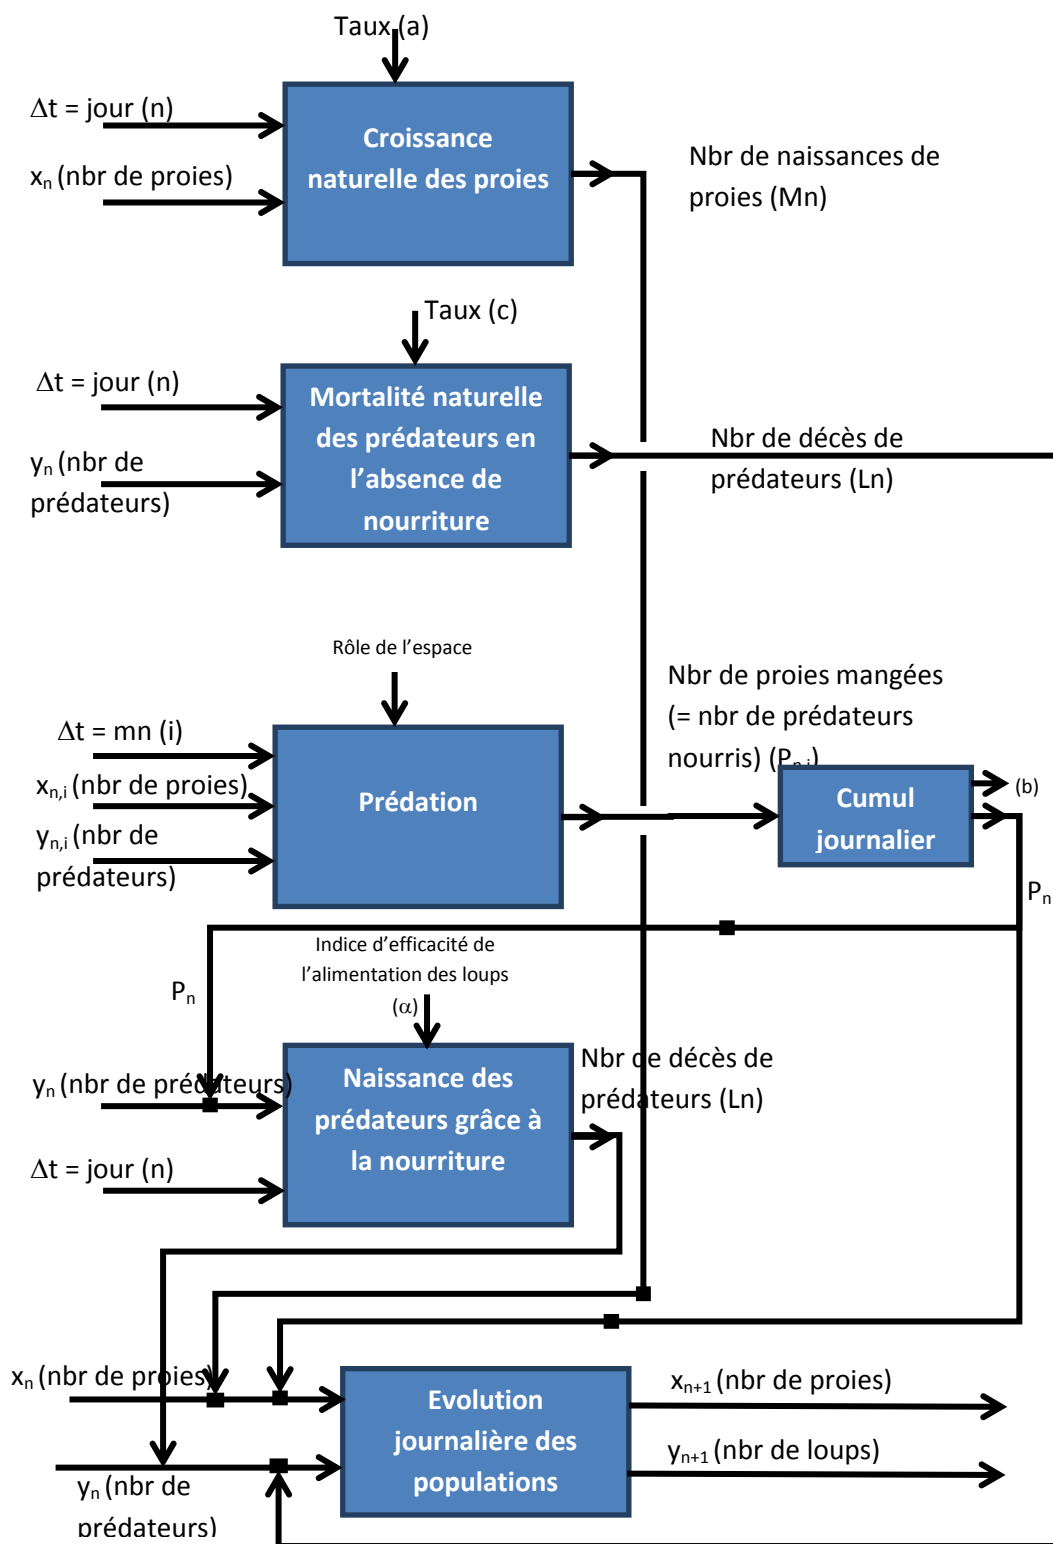 Taux (a)
Δt = jour (n)
xn (nbr de proies)
Croissance
naturelle des proies
Nbr de naissances de
proies (Mn)
Taux (c)
Δt = jour (n)
yn (nbr de
prédateurs)
Mortalité naturelle
des prédateurs en
l’absence de
nourriture
Nbr de décès de
prédateurs (Ln)
Rôle de l’espace
Δt = mn (i)
xn,i (nbr de proies)
yn,i (nbr de
prédateurs)
Prédation
Nbr de proies mangées
(= nbr de prédateurs
nourris) (Pn,i)
Cumul
journalier
(b)
Pn
Pn
Indice d’efficacité de
l’alimentation des loups
(α)
yn (nbr de prédateurs)
Δt = jour (n)
Naissance des
prédateurs grâce à
la nourriture
Nbr de décès de
prédateurs (Ln)
xn (nbr de proies)
yn (nbr de
prédateurs)
Evolution
journalière des
populations
xn+1 (nbr de proies)
yn+1 (nbr de loups)